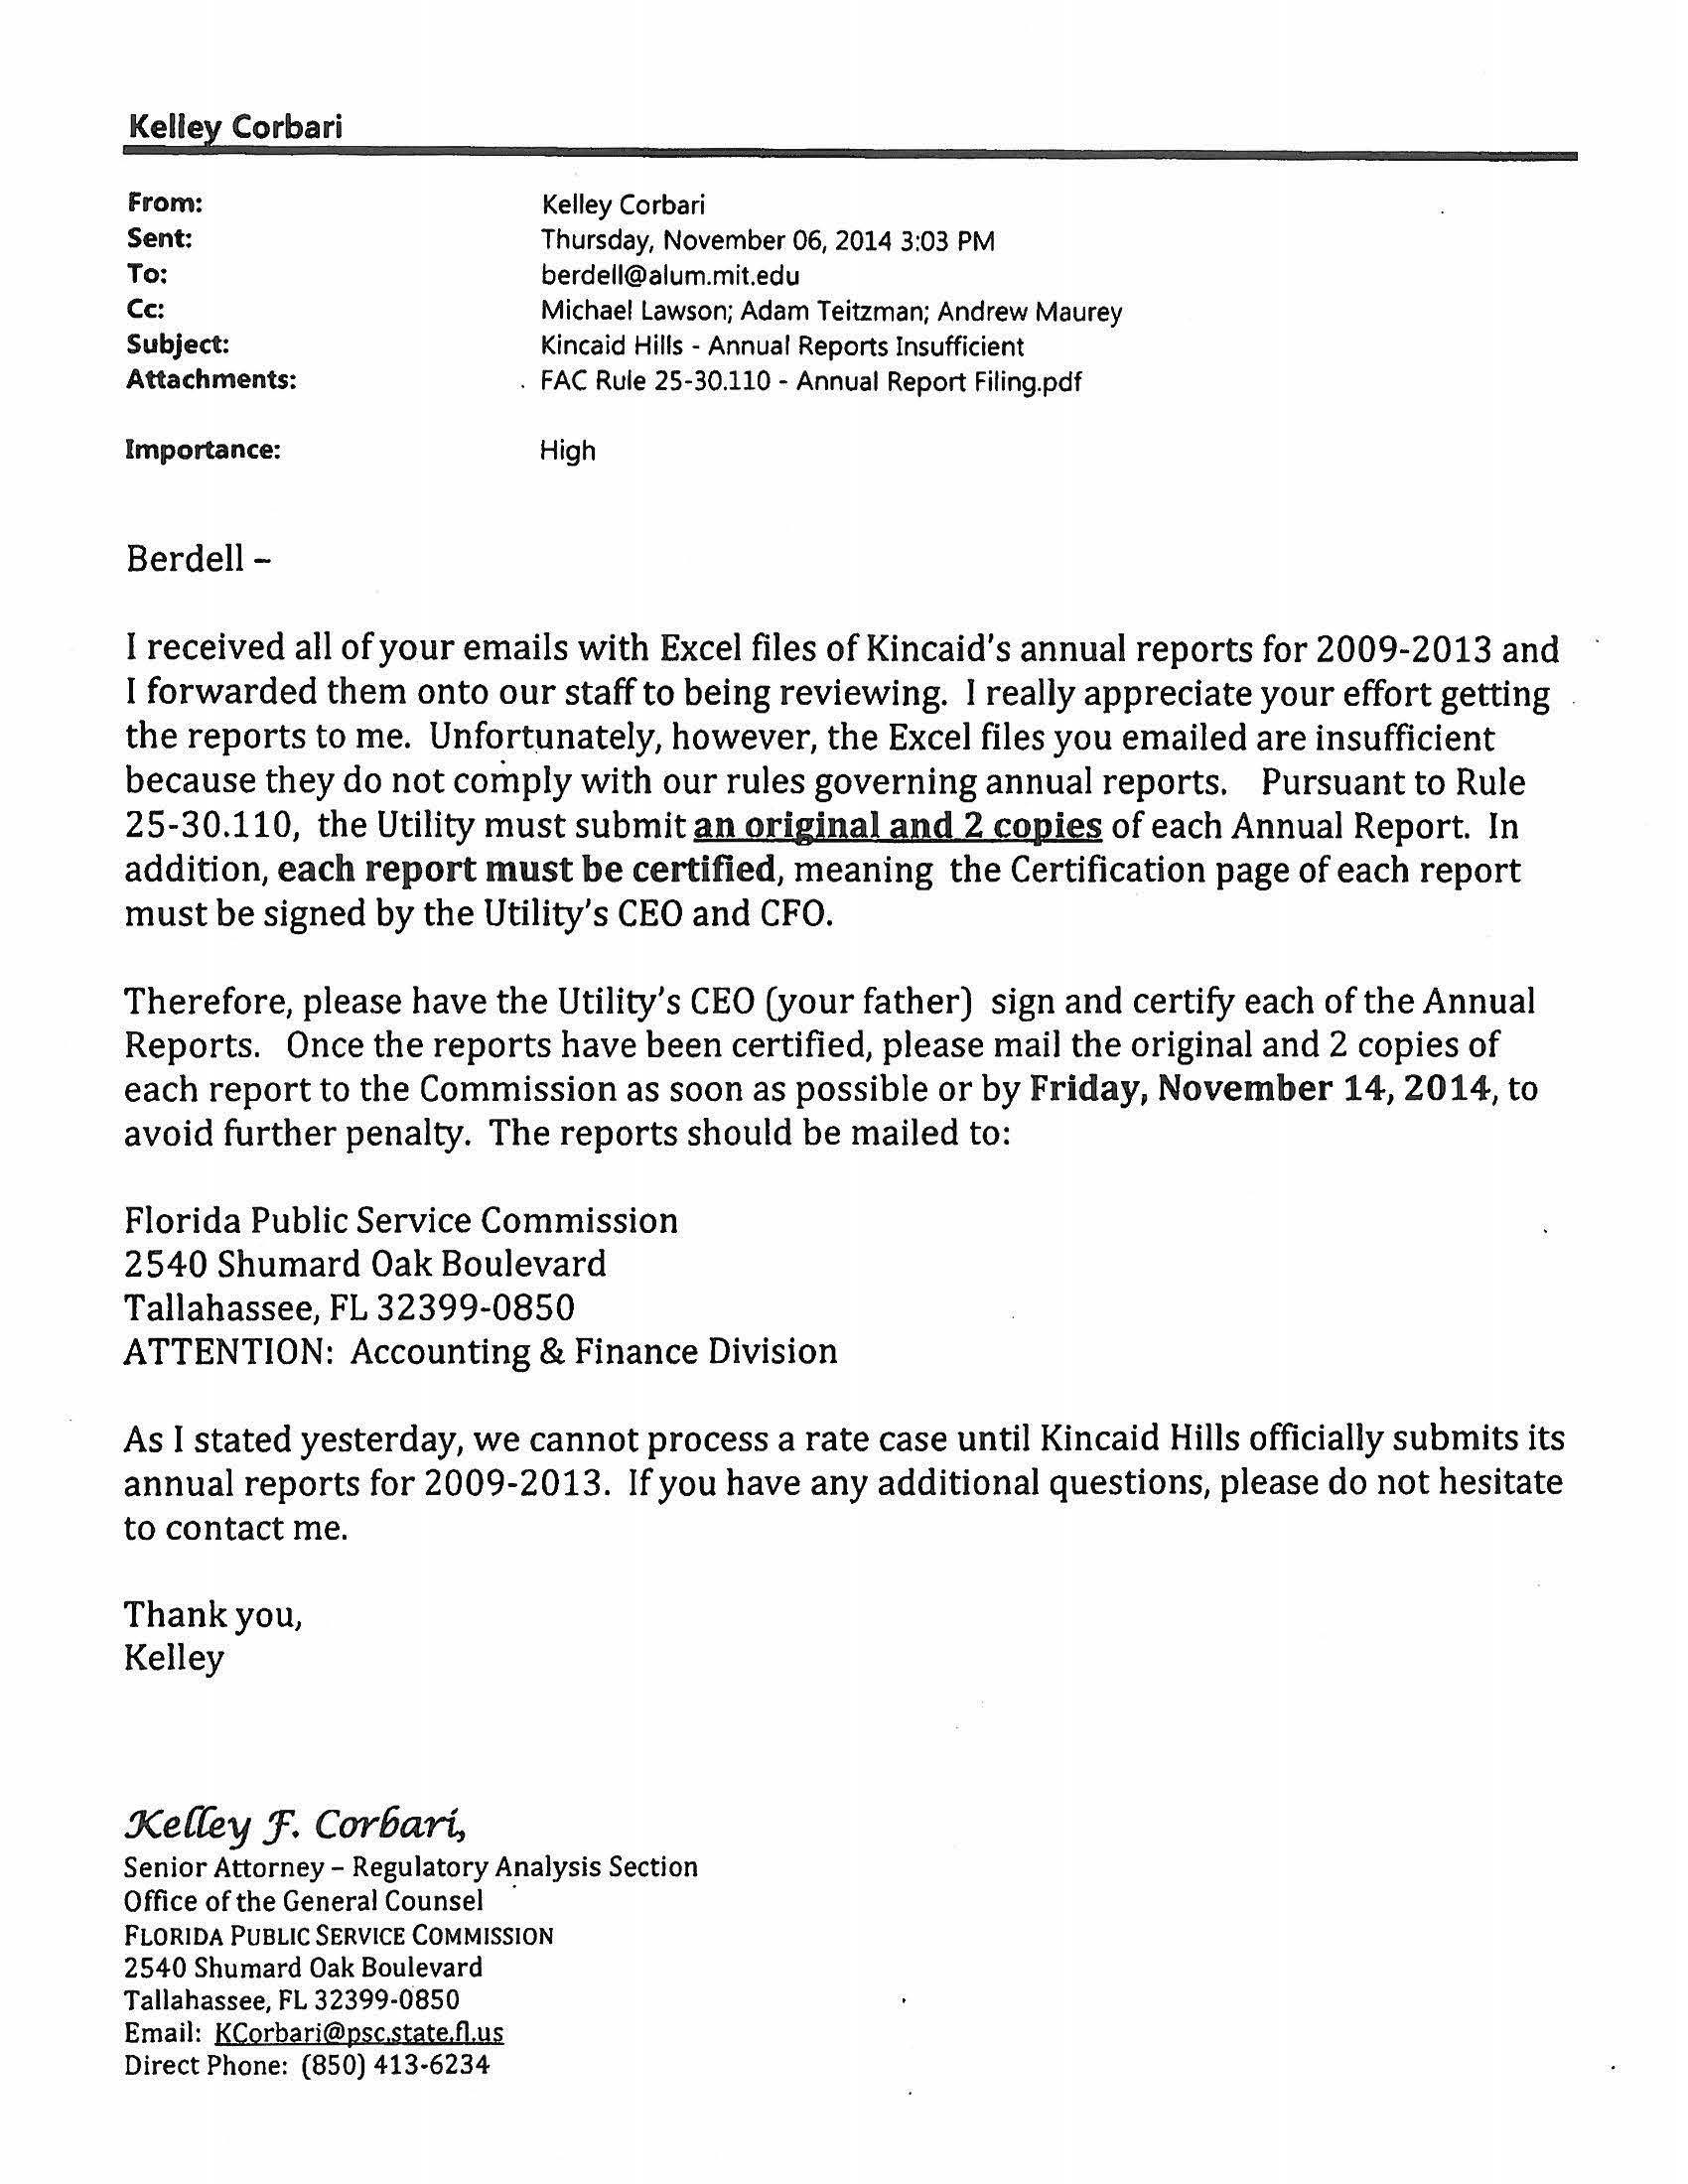 Kelley Corbari
From: Kelley Corbari
Sent: Thursday, November 06, 2014 3:03 PM
To: berdell@alum.mit.edu
Cc: Michael Lawson; Adam Teitzman; Andrew Maurey
Subject: Kincaid Hills - Annual Reports Insufficient
Attachments: FAC Rule 25-30.110 - Annual Report Filing.pdf
Importance: High
Berdell –
I received all of your emails with Excel files of Kincaid's annual reports for 2009-2013 and
I forwarded them onto our staff to being reviewing. I really appreciate your effort getting
the reports to me. Unfortunately, however, the Excel files you emailed are insufficient
because they do not comply with our rules governing annual reports. Pursuant to Rule
25-30.110, the Utility must submit an original and 2 copies of each Annual Report. In
addition, each report must be certified, meaning the Certification page of each report
must be signed by the Utility's CEO and CFO.
Therefore, please have the Utility's CEO (your father) sign and certify each of the Annual
Reports. Once the reports have been certified, please mail the original and 2 copies of
each report to the Commission as soon as possible or by Friday, November 14, 2014, to
avoid further penalty. The reports should be mailed to:
Florida Public Service Commission
2540 Shumard Oak Boulevard
Tallahassee, FL 32399-0850
ATTENTION: Accounting & Finance Division
As I stated yesterday, we cannot process a rate case until Kincaid Hills officially submits its
annual reports for 2009-2013. If you have any additional questions, please do not hesitate
to contact me.
Thank you,
Kelley
Kelley F. Corbari,
Senior Attorney – Regulatory Analysis Section
Office of the General Counsel
FLORIDA PUBLIC SERVICE COMMISSION
2540 Shumard Oak Boulevard
Tallahassee, FL 32399-0850
Email: KCorbari@psc.state.fl.us
Direct Phone: (850) 413-6234